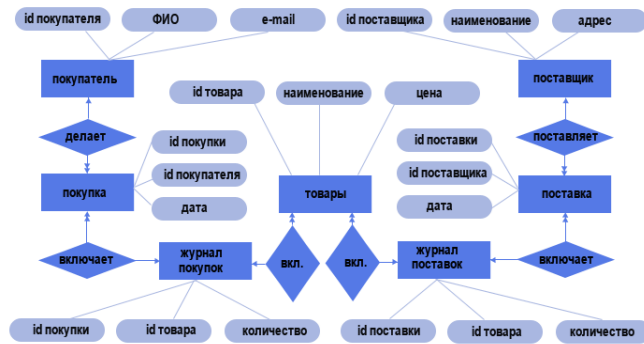 id покупателя
ФИО
e-mail
id поставщика
наименование
адрес
покупатель
поставщик
id товара
наименование
цена
делает
id покупки
id поставки
поставляет
id покупателя
id поставщика
покупка
товары
поставка
дата
дата
включает
журнал
покупок
вкл.
вкл.
журнал
поставок
включает
id покупки
id товара
количество
id поставки
id товара
количество